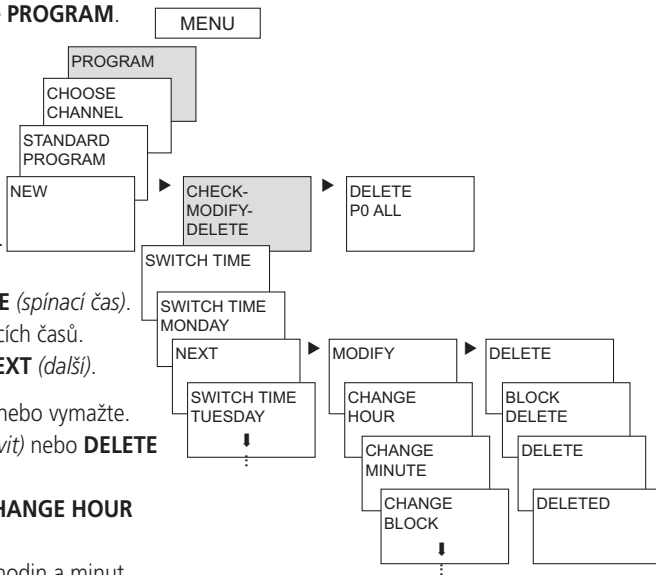 PROGRAM.
MENU
PROGRAM
CHOOSE
CHANNEL
STANDARD
PROGRAM
NEW
CHECK-
MODIFY-
DELETE
DELETE
P0 ALL
SWITCH TIME
(spínací čas).
SWITCH TIME
MONDAY
cích časů.
NEXT
MODIFY
DELETE
(další).
SWITCH TIME
TUESDAY
CHANGE
HOUR
BLOCK
DELETE
nebo vymažte.
vit) nebo DELETE
CHANGE
MINUTE
DELETE
CHANGE
BLOCK
DELETED
HANGE HOUR
hodin a minut